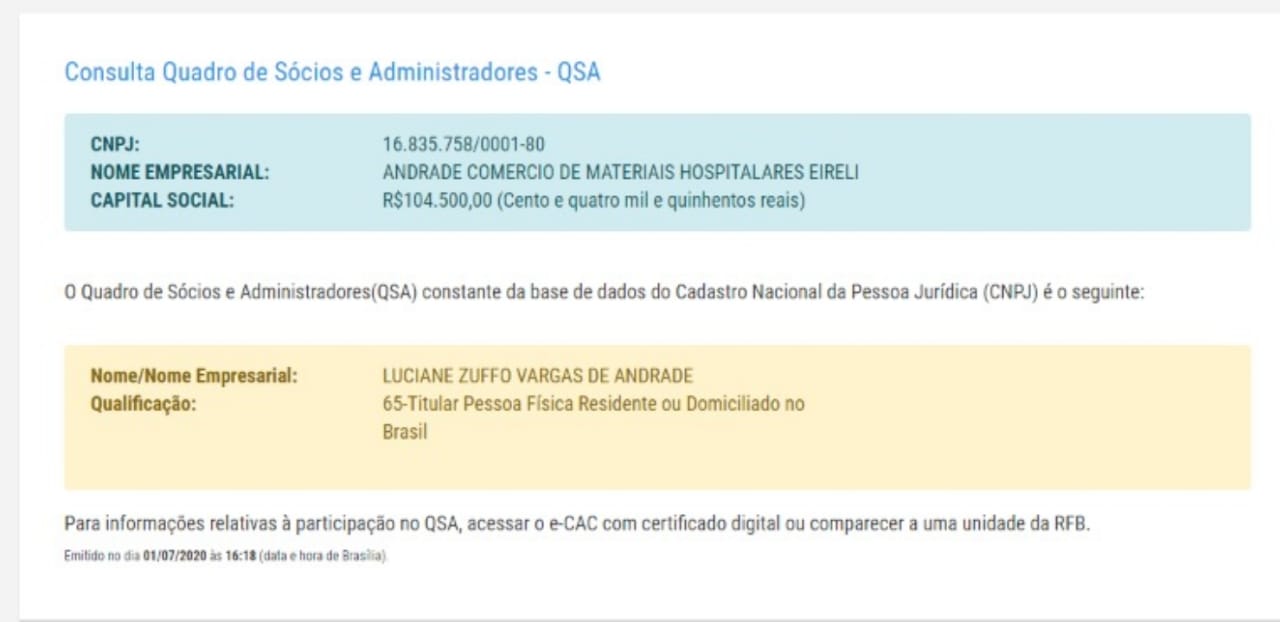 Consulta Quadro de Sócios e Administradores - QSA
CNPJ: 16.835.758/0001-80
NOME EMPRESARIAL: ANDRADE COMERCIO DE MATERIAIS HOSPITALARES EIRELI
CAPITAL SOCIAL: R$104.500,00 (Cento e quatro mil e quinhentos reais)
O Quadro de Sócios e Administradores(QSA) constante da base de dados do Cadastro Nacional da Pessoa Jurídica (CNPJ) é o seguinte:
Nome/Nome Empresarial: LUCIANE ZUFFO VARGAS DE ANDRADE
Qualificação: 65-Titular Pessoa Física Residente ou Domiciliado no
Brasil
Para informações relativas à participação no QSA, acessar o e-CAC com certificado digital ou comparecer a uma unidade da RFB.
Emitido no dia 01/07/2020 às 16:18 (data e hora de Brasília).